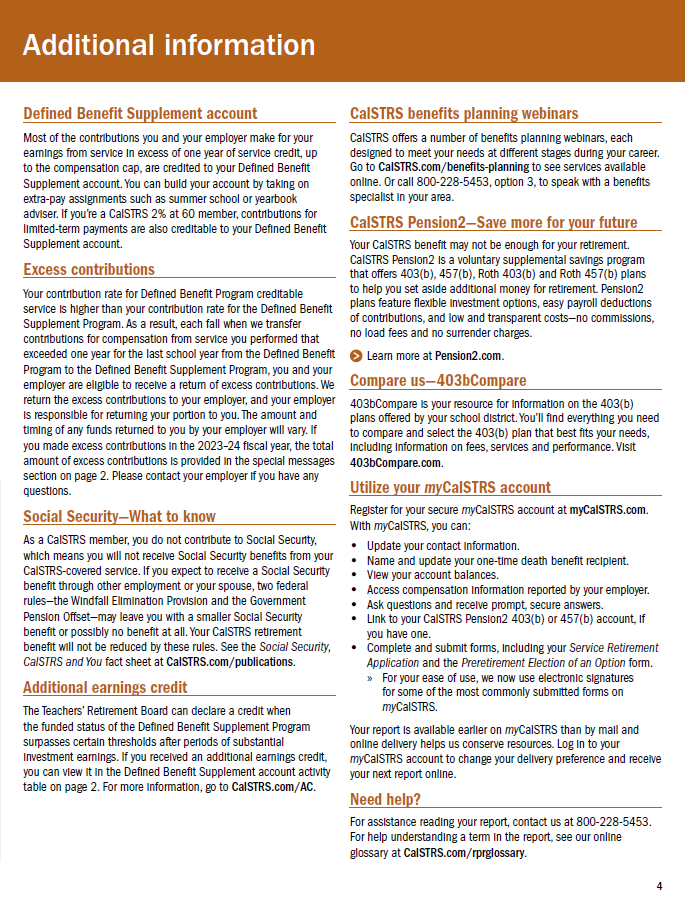 Additional information
Defined Benefit Supplement account
Most of the contributions you and your employer make for your
earnings from service in excess of one year of service credit, up
to the compensation cap, are credited to your Defined Benefit
Supplement account. You can build your account by taking on
extra-pay assignments such as summer school or yearbook
adviser. If you're a CalSTRS 2% at 60 member, contributions for
limited-term payments are also creditable to your Defined Benefit
Supplement account.
Excess contributions
Your contribution rate for Defined Benefit Program creditable
service is higher than your contribution rate for the Defined Benefit
Supplement Program. As a result, each fall when we transfer
contributions for compensation from service you performed that
exceeded one year for the last school year from the Defined Benefit
Program to the Defined Benefit Supplement Program, you and your
employer are eligible to receive a return of excess contributions. We
return the excess contributions to your employer, and your employer
is responsible for returning your portion to you. The amount and
timing of any funds returned to you by your employer will vary. If
you made excess contributions in the 2023–24 fiscal year, the total
amount of excess contributions is provided in the special messages
section on page 2. Please contact your employer if you have any
questions.
Social Security—What to know
As a CalSTRS member, you do not contribute to Social Security,
which means you will not receive Social Security benefits from your
CalSTRS-covered service. If you expect to receive a Social Security
benefit through other employment or your spouse, two federal
rules—the Windfall Elimination Provision and the Government
Pension Offset—may leave you with a smaller Social Security
benefit or possibly no benefit at all. Your CalSTRS retirement
benefit will not be reduced by these rules. See the Social Security,
CalSTRS and You fact sheet at CalSTRS.com/publications.
Additional earnings credit
The Teachers' Retirement Board can declare a credit when
the funded status of the Defined Benefit Supplement Program
surpasses certain thresholds after periods of substantial
investment earnings. If you received an additional earnings credit,
you can view it in the Defined Benefit Supplement account activity
table on page 2. For more information, go to CalSTRS.com/AC.
CalSTRS benefits planning webinars
CalSTRS offers a number of benefits planning webinars, each
designed to meet your needs at different stages during your career.
Go to CalSTRS.com/benefits-planning to see services available
online. Or call 800-228-5453, option 3, to speak with a benefits
specialist in your area.
CalSTRS Pension2—Save more for your future
Your CalSTRS benefit may not be enough for your retirement.
CalSTRS Pension2 is a voluntary supplemental savings program
that offers 403(b), 457(b), Roth 403(b) and Roth 457(b) plans
to help you set aside additional money for retirement. Pension2
plans feature flexible investment options, easy payroll deductions
of contributions, and low and transparent costs—no commissions,
no load fees and no surrender charges.
Learn more at Pension2.com.
Compare us—403bCompare
403bCompare is your resource for information on the 403(b)
plans offered by your school district. You'll find everything you need
to compare and select the 403(b) plan that best fits your needs,
including information on fees, services and performance. Visit
403bCompare.com.
Utilize your myCalSTRS account
Register for your secure myCalSTRS account at myCalSTRS.com.
With myCalSTRS, you can:
• Update your contact information.
• Name and update your one-time death benefit recipient.
• View your account balances.
• Access compensation information reported by your employer.
• Ask questions and receive prompt, secure answers.
• Link to your CalSTRS Pension2 403(b) or 457(b) account, if
you have one.
• Complete and submit forms, including your Service Retirement
Application and the Preretirement Election of an Option form.
» For your ease of use, we now use electronic signatures
for some of the most commonly submitted forms on
myCalSTRS.
Your report is available earlier on myCalSTRS than by mail and
online delivery helps us conserve resources. Log in to your
myCalSTRS account to change your delivery preference and receive
your next report online.
Need help?
For assistance reading your report, contact us at 800-228-5453.
For help understanding a term in the report, see our online
glossary at CalSTRS.com/rprglossary.
4